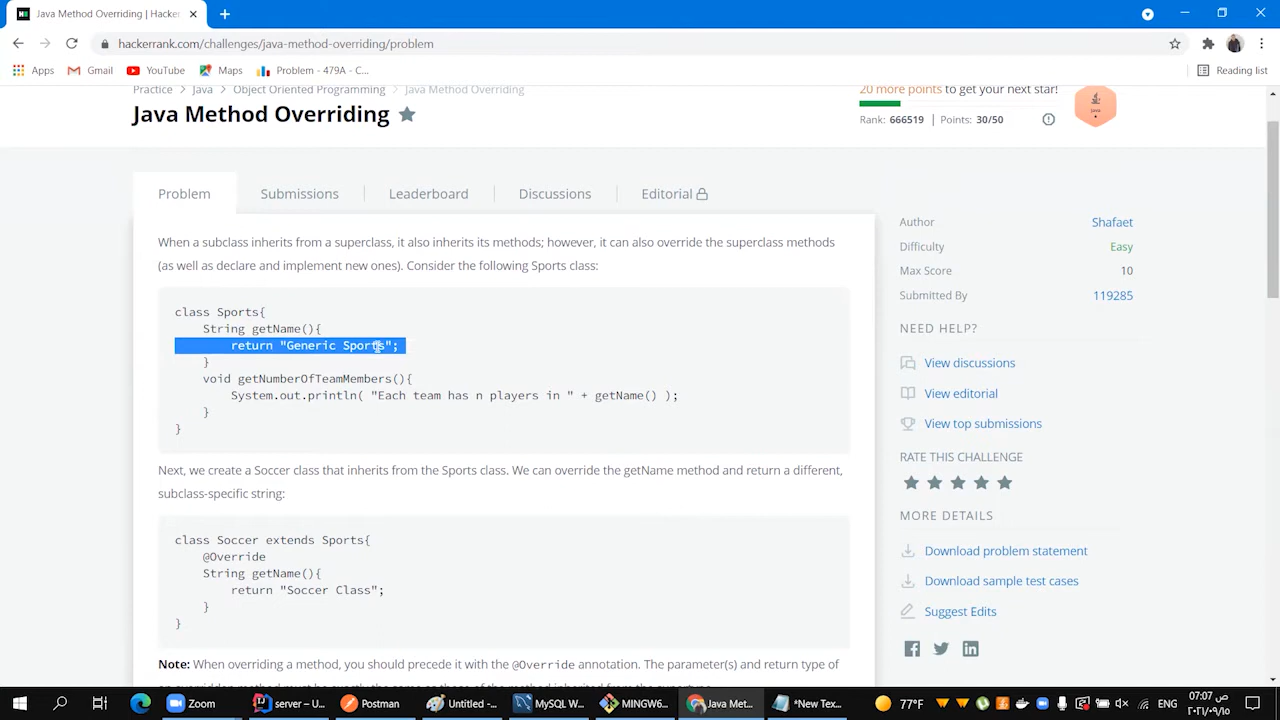 Java Method Overriding | Hacker
hackerrank.com/challenges/java-method-overriding/problem
Apps Gmail YouTube Maps Problem - 479A - C... Reading list
Practice > Java > Object Oriented Programming > Java Method Overriding
20 more points to get your next star!
Java Method Overriding
Rank: 666519 | Points: 30/50
Problem Submissions Leaderboard Discussions Editorial
When a subclass inherits from a superclass, it also inherits its methods; however, it can also override the superclass methods
(as well as declare and implement new ones). Consider the following Sports class:
class Sports{
String getName(){
return "Generic Sports";
}
void getNumberOfTeamMembers(){
System.out.println( "Each team has n players in " + getName() );
}
}
Next, we create a Soccer class that inherits from the Sports class. We can override the getName method and return a different,
subclass-specific string:
class Soccer extends Sports{
@Override
String getName(){
return "Soccer Class";
}
}
Note: When overriding a method, you should precede it with the @Override annotation. The parameter(s) and return type of
Author Shafaet
Difficulty Easy
Max Score 10
Submitted By 119285
NEED HELP?
View discussions
View editorial
View top submissions
RATE THIS CHALLENGE
MORE DETAILS
Download problem statement
Download sample test cases
Suggest Edits
Zoom server – U... Postman Untitled -... MySQL W... MINGW6... Java Met... *New Tex... 77°F ENG
07:07 ص